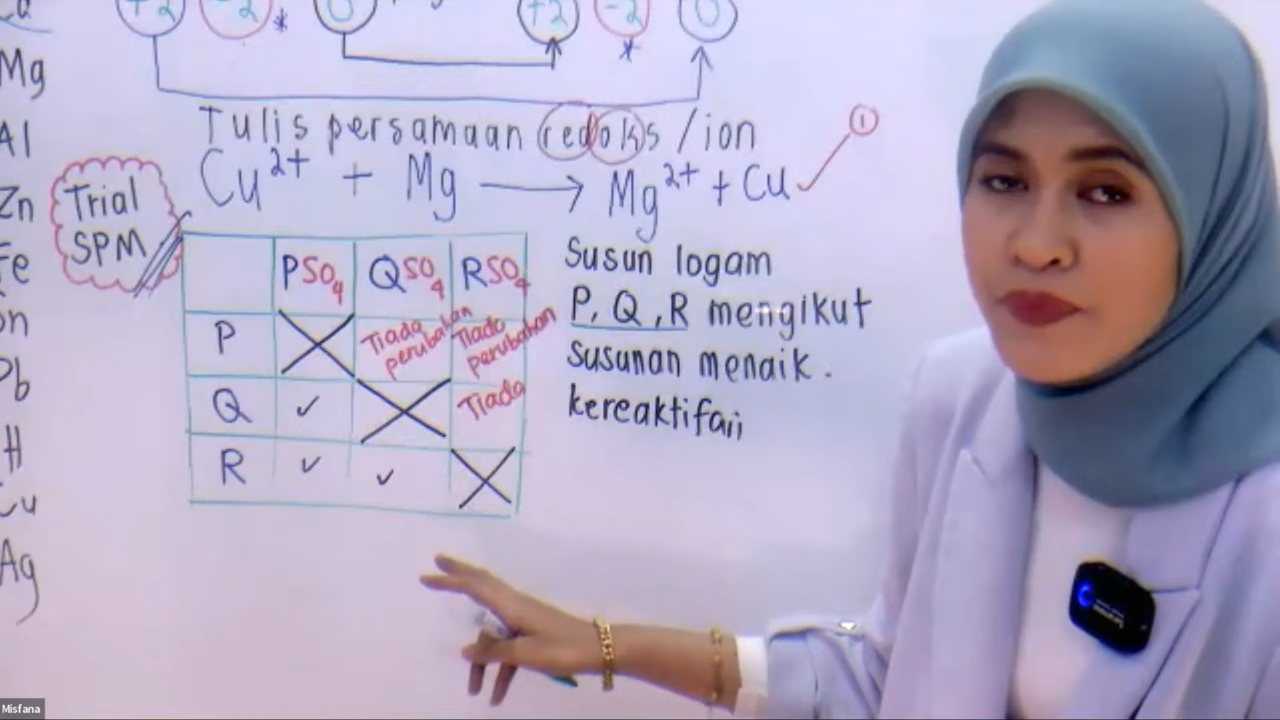 +2 -2 * 0 +2 -2 * 0
Mg
Al
Zn
Fe
Sn
Pb
H
Cu
Ag
Tulis persamaan redoks / ion
Cu²⁺ + Mg → Mg²⁺ + Cu ✓ ①
Trial
SPM
PSO₄ QSO₄ RSO₄
P X Tiada perubahan Tiada perubahan
Q ✓ X Tiada
R ✓ ✓ X
Susun logam
P, Q, R mengikut
susunan menaik.
kereaktifan
Misfana